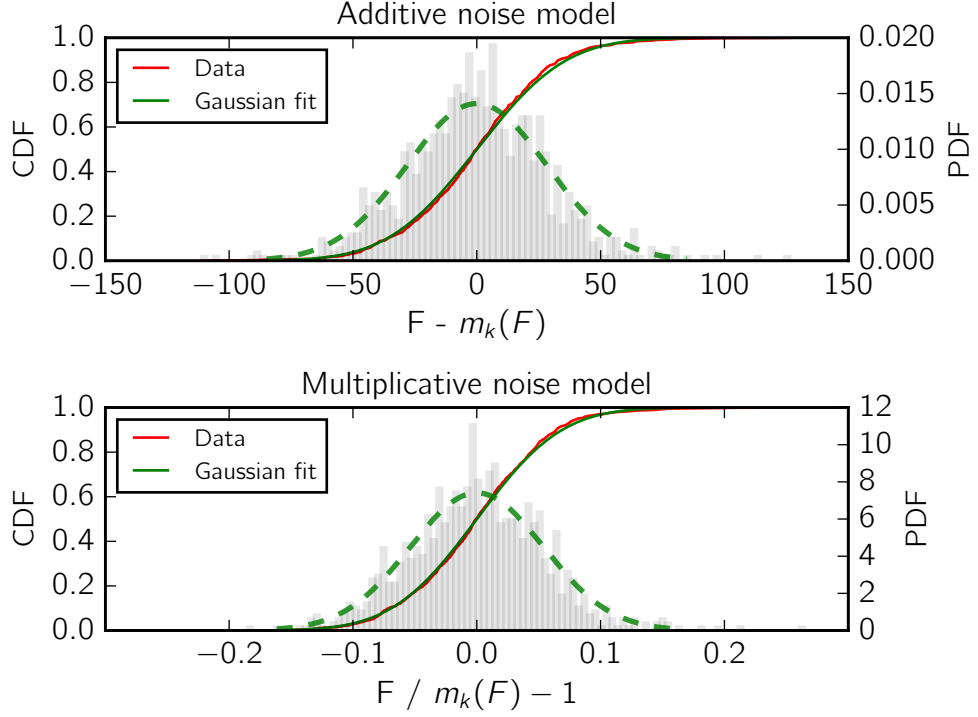 Additive noise model
1.0
0.8
0.6
0.4
0.2
0.0
CDF
Data
Gaussian fit
0.020
0.015
0.010
0.005
0.000
PDF
−150 −100 −50 0 50 100 150
F - m_k(F)
Multiplicative noise model
1.0
0.8
0.6
0.4
0.2
0.0
CDF
Data
Gaussian fit
12
10
8
6
4
2
0
PDF
−0.2 −0.1 0.0 0.1 0.2
F / m_k(F) − 1